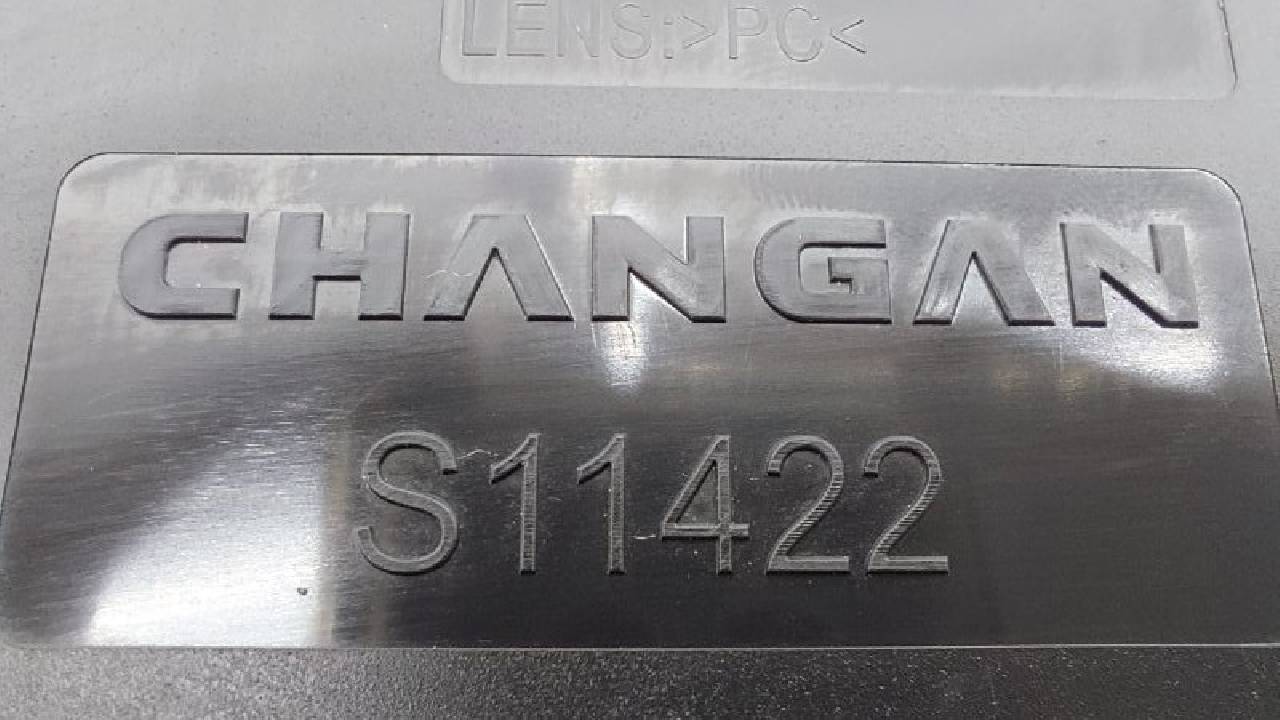 LENS:>PC<
CHANGAN
S11422